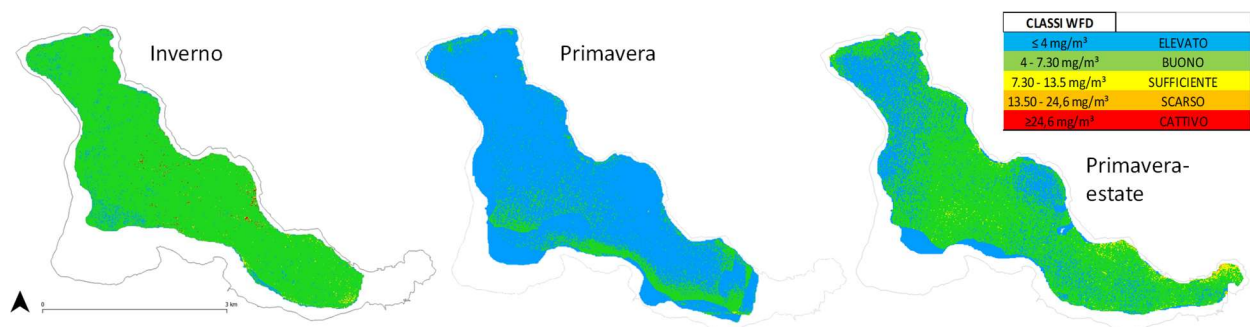 Inverno
Primavera
CLASSI WFD
≤ 4 mg/m³ ELEVATO
4 - 7.30 mg/m³ BUONO
7.30 - 13.5 mg/m³ SUFFICIENTE
13.50 - 24,6 mg/m³ SCARSO
≥24,6 mg/m³ CATTIVO
Primavera-
estate
0 3 km